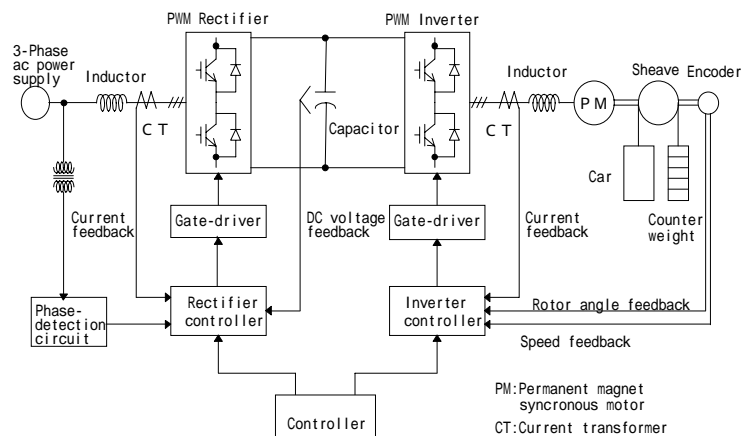 PWM Rectifier
PWM Inverter
3-Phase
ac power
supply
Inductor
CT
Capacitor
CT
Inductor
PM
Sheave
Encoder
Car
Counter
weight
Current
feedback
Gate-driver
DC voltage
feedback
Gate-driver
Current
feedback
Phase-
detection
circuit
Rectifier
controller
Inverter
controller
Rotor angle feedback
Speed feedback
Controller
PM:Permanent magnet
syncronous motor
CT:Current transformer